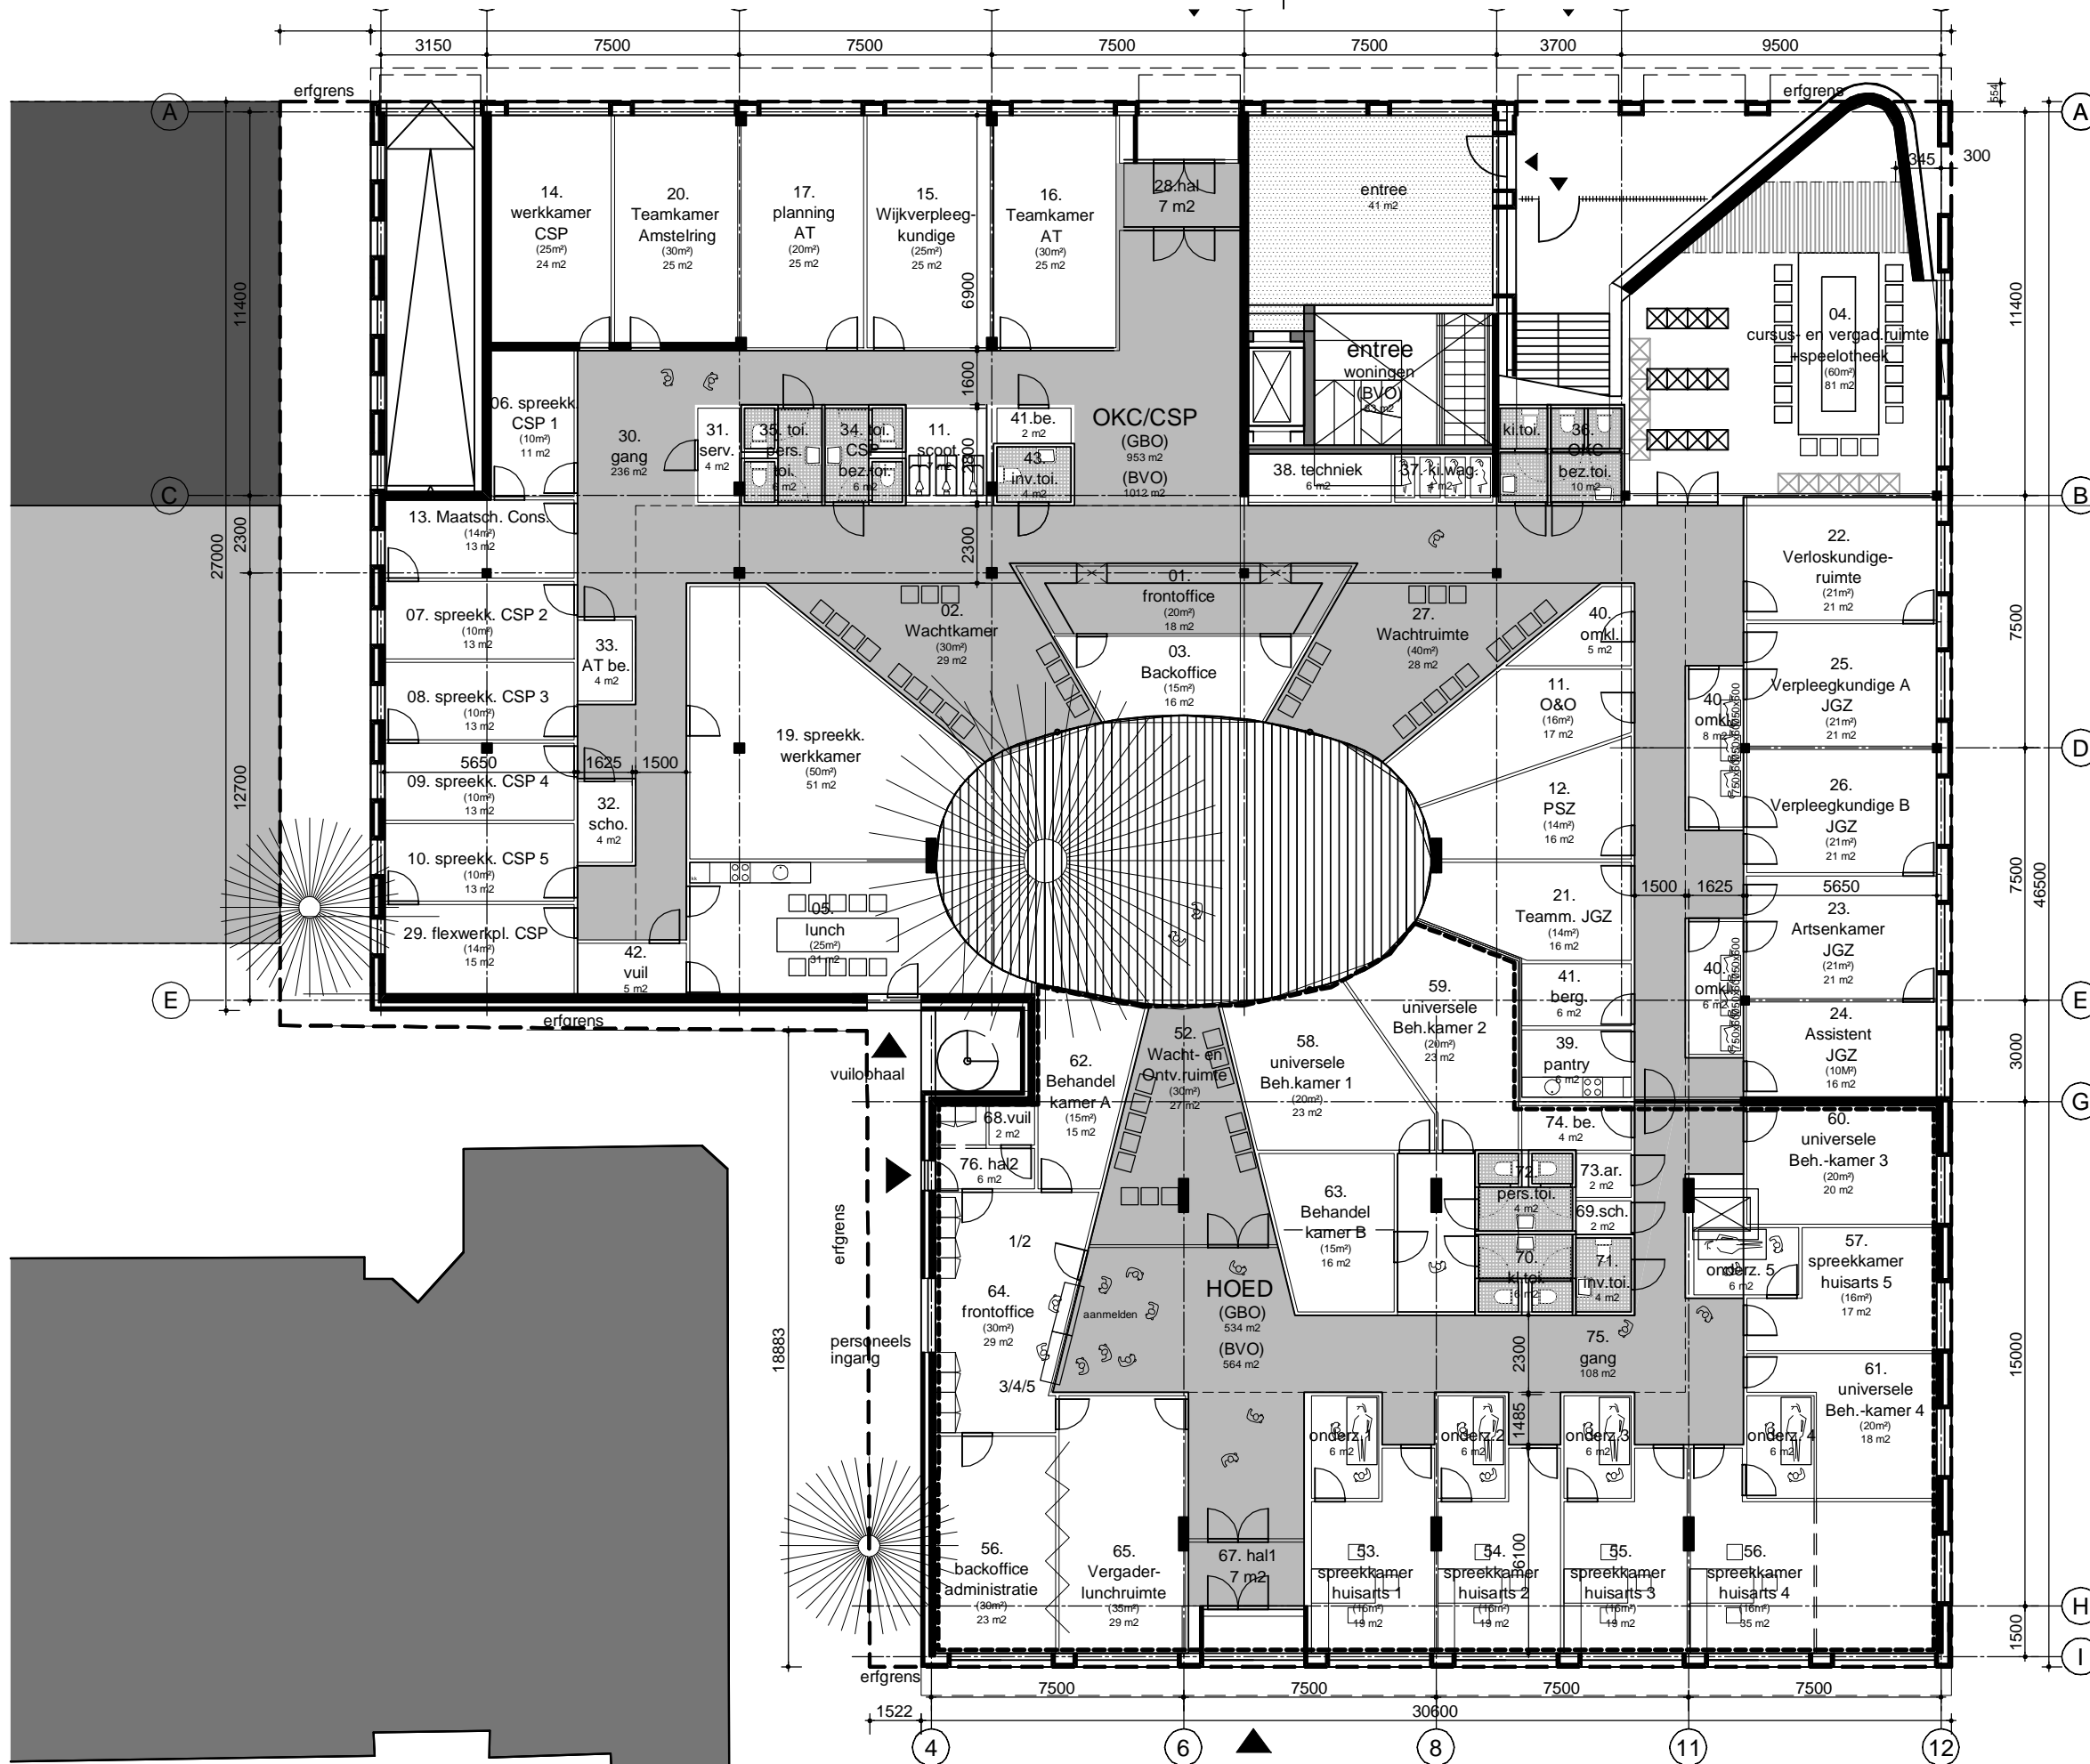 3150
7500
7500
7500
7500
3700
9500
erfgrens
erfgrens
554
A
A
345
300
14.
werkkamer
CSP
(25m²)
24 m2
20.
Teamkamer
Amstelring
(30m²)
25 m2
17.
planning
AT
(20m²)
25 m2
15.
Wijkverpleeg-
kundige
(25m²)
25 m2
16.
Teamkamer
AT
(30m²)
25 m2
28.hal
7 m2
entree
41 m2
11400
6900
11400
04.
cursus- en vergad.ruimte
+speelotheek
(60m²)
81 m2
entree
woningen
(BVO)
1600
06. spreekk.
CSP 1
(10m²)
11 m2
30.
gang
236 m2
31.
serv.
4 m2
35. toi.
pers.
toi.
6 m2
34. toi.
CSP
bez.toi.
6 m2
11.
scoot.
2800
41.be.
2 m2
43.
inv.toi.
4 m2
OKC/CSP
(GBO)
953 m2
(BVO)
1012 m2
38. techniek
6 m2
37. ki.wag.
4 m2
ki.toi.
36.
OKC
bez.toi.
10 m2
C
B
27000
2300
2300
13. Maatsch. Cons.
(14m²)
13 m2
07. spreekk. CSP 2
(10m²)
13 m2
08. spreekk. CSP 3
(10m²)
13 m2
5650
1625
1500
09. spreekk. CSP 4
(10m²)
13 m2
10. spreekk. CSP 5
(10m²)
13 m2
29. flexwerkpl. CSP
(14m²)
15 m2
12700
33.
AT be.
4 m2
32.
scho.
4 m2
42.
vuil
5 m2
19. spreekk.
werkkamer
(50m²)
51 m2
05.
lunch
(25m²)
31 m2
02.
Wachtkamer
(30m²)
29 m2
01.
frontoffice
(20m²)
18 m2
03.
Backoffice
(15m²)
16 m2
27.
Wachtruimte
(40m²)
28 m2
40.
omkl.
5 m2
11.
O&O
(16m²)
17 m2
12.
PSZ
(14m²)
16 m2
21.
Teamm. JGZ
(14m²)
16 m2
41.
berg.
6 m2
39.
pantry
6 m2
40.
omkl.
8 m2
40.
omkl.
6 m2
1500
1625
5650
22.
Verloskundige-
ruimte
(21m²)
21 m2
25.
Verpleegkundige A
JGZ
(21m²)
21 m2
26.
Verpleegkundige B
JGZ
(21m²)
21 m2
23.
Artsenkamer
JGZ
(21m²)
21 m2
24.
Assistent
JGZ
(10M²)
16 m2
7500
D
7500
46500
E
E
3000
G
erfgrens
vuilophaal
62.
Behandel
kamer A
(15m²)
15 m2
52.
Wacht- en
Ontv.ruimte
(30m²)
27 m2
58.
universele
Beh.kamer 1
(20m²)
23 m2
59.
universele
Beh.kamer 2
(20m²)
23 m2
68.vuil
2 m2
76. hal2
6 m2
74. be.
4 m2
60.
universele
Beh.-kamer 3
(20m²)
20 m2
63.
Behandel
kamer B
(15m²)
16 m2
72.
pers.toi.
4 m2
73.ar.
2 m2
69.sch.
2 m2
70.
kl.toi.
6 m2
71.
inv.toi.
4 m2
onderz. 5
6 m2
57.
spreekkamer
huisarts 5
(16m²)
17 m2
erfgrens
1/2
64.
frontoffice
(30m²)
29 m2
3/4/5
aanmelden
HOED
(GBO)
534 m2
(BVO)
564 m2
personeels
ingang
18883
2300
75.
gang
108 m2
15000
61.
universele
Beh.-kamer 4
(20m²)
18 m2
1485
onderz.1
6 m2
onderz.2
6 m2
onderz.3
6 m2
onderz. 4
6 m2
56.
backoffice
administratie
(30m²)
23 m2
65.
Vergader-
lunchruimte
(35m²)
29 m2
67. hal1
7 m2
53.
spreekkamer
huisarts 1
(16m²)
19 m2
54.
spreekkamer
huisarts 2
(16m²)
19 m2
6100
55.
spreekkamer
huisarts 3
(16m²)
19 m2
56.
spreekkamer
huisarts 4
(16m²)
35 m2
H
1500
I
erfgrens
7500
7500
7500
7500
1522
30600
4
6
8
11
12